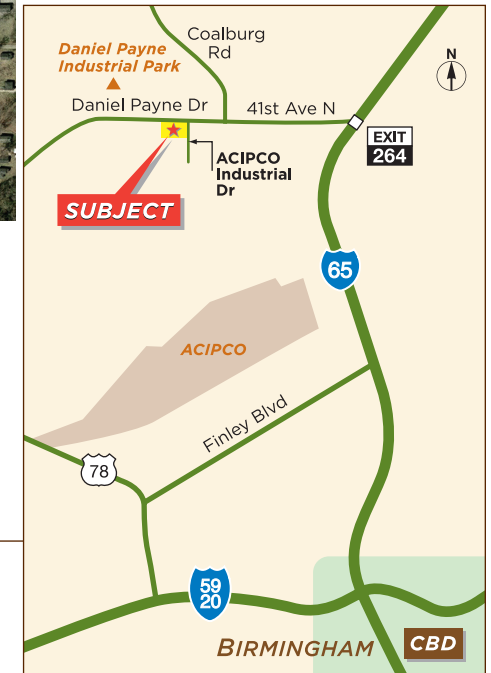 Coalburg
Rd
N
Daniel Payne
Industrial Park
Daniel Payne Dr
41st Ave N
EXIT
264
ACIPCO
Industrial
Dr
SUBJECT
65
ACIPCO
Finley Blvd
78
59
20
BIRMINGHAM
CBD